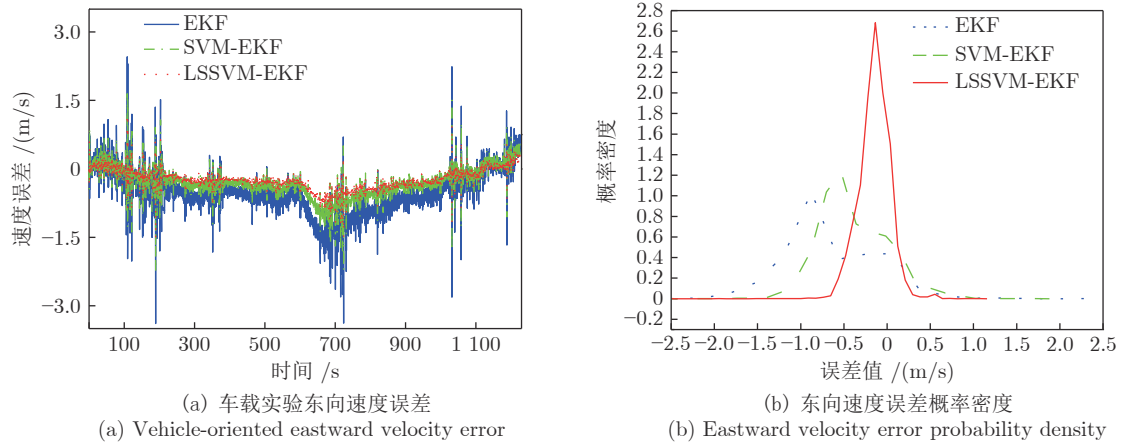 3.0
1.5
0
−1.5
−3.0
速度误差 /(m/s)
EKF
SVM-EKF
LSSVM-EKF
100
300
500
700
900
1 100
时间 /s
(a) 车载实验东向速度误差
(a) Vehicle-oriented eastward velocity error
2.8
2.6
2.4
2.2
2.0
1.8
1.6
1.4
1.2
1.0
0.8
0.6
0.4
0.2
0
−0.2
概率密度
EKF
SVM-EKF
LSSVM-EKF
−2.5
−2.0
−1.5
−1.0
−0.5
0
0.5
1.0
1.5
2.0
2.5
误差值 /(m/s)
(b) 东向速度误差概率密度
(b) Eastward velocity error probability density